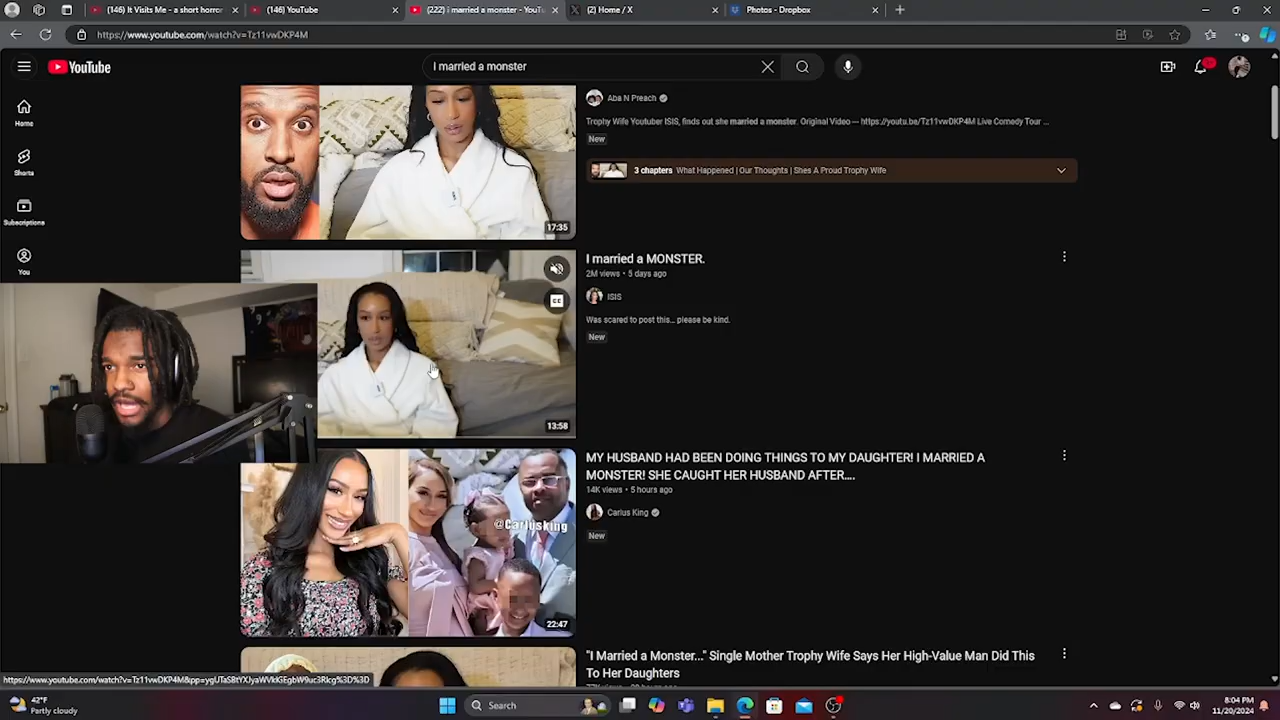 (146) It Visits Me - a short horror
(146) YouTube
(222) i married a monster - YouT
(2) Home / X
Photos - Dropbox
https://www.youtube.com/watch?v=Tz11vwDKP4M
YouTube
I married a monster
Home
Shorts
Subscriptions
You
Aba N Preach
Trophy Wife Youtuber ISIS, finds out she married a monster. Original Video — https://youtu.be/Tz11vwDKP4M Live Comedy Tour ...
New
3 chapters What Happened | Our Thoughts | Shes A Proud Trophy Wife
17:35
I married a MONSTER.
2M views • 5 days ago
ISIS
Was scared to post this... please be kind.
New
CC
13:58
MY HUSBAND HAD BEEN DOING THINGS TO MY DAUGHTER! I MARRIED A
MONSTER! SHE CAUGHT HER HUSBAND AFTER....
14K views • 5 hours ago
Carlus King
New
@Carlusking
22:47
"I Married a Monster..." Single Mother Trophy Wife Says Her High-Value Man Did This
To Her Daughters
42°F
Partly cloudy
Search
8:04 PM
11/20/2024